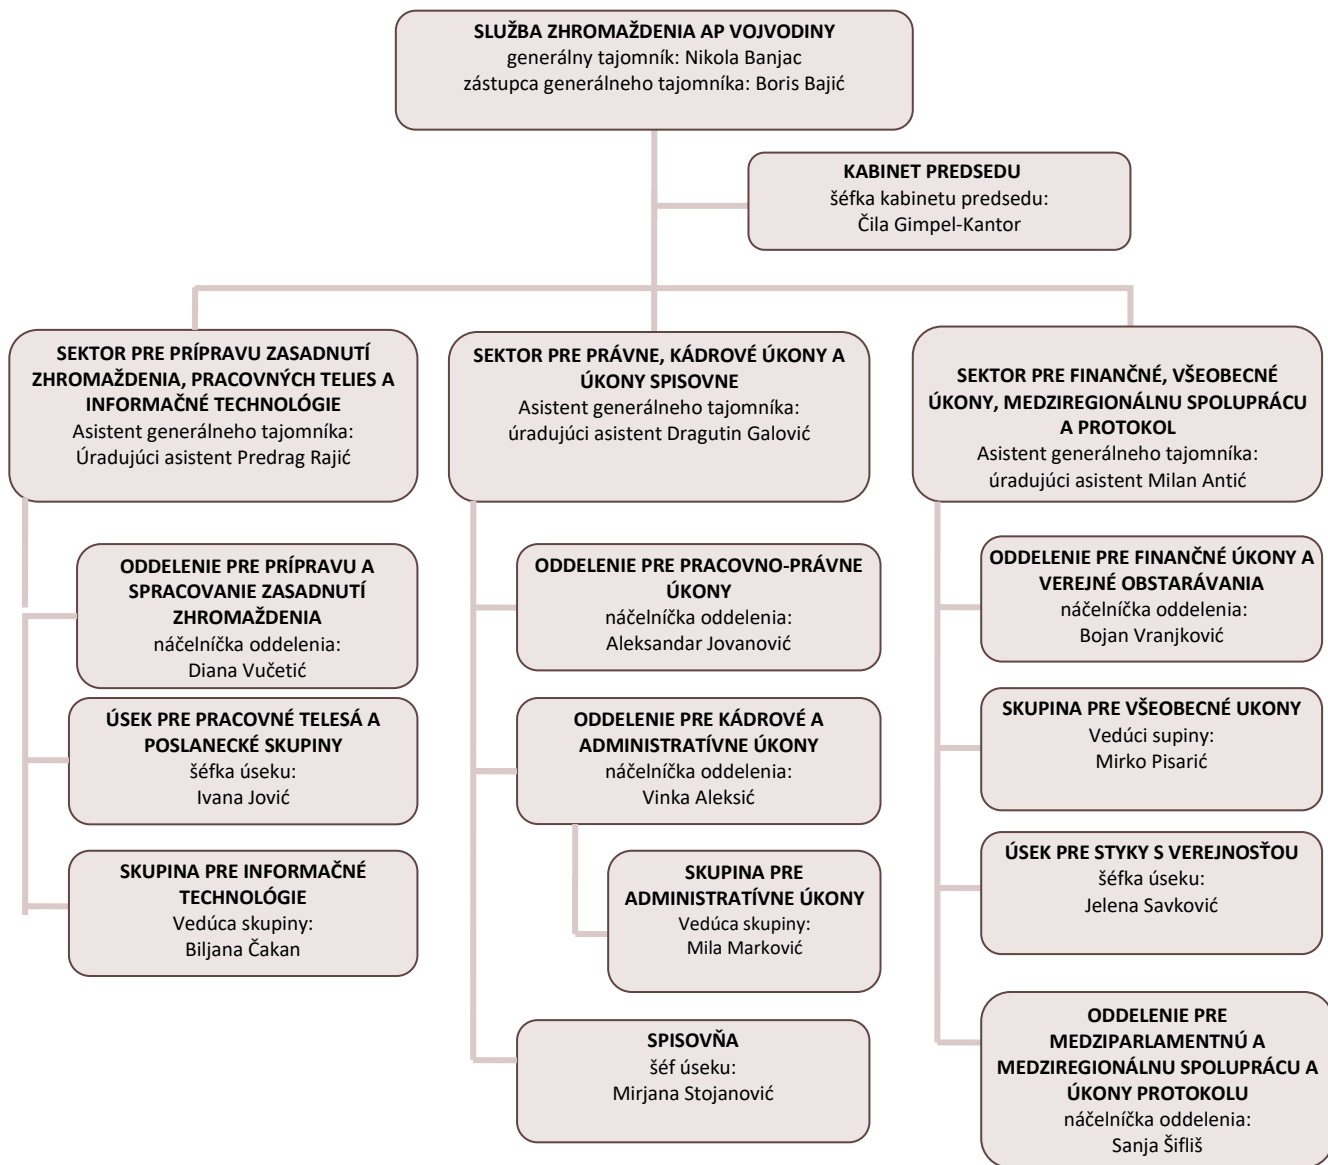 SLUŽBA ZHROMAŽDENIA AP VOJVODINY
generálny tajomník: Nikola Banjac
zástupca generálneho tajomníka: Boris Bajić
KABINET PREDSEDU
šéfka kabinetu predsedu:
Čila Gimpel-Kantor
SEKTOR PRE PRÍPRAVU ZASADNUTÍ
ZHROMAŽDENIA, PRACOVNÝCH TELIES A
INFORMAČNÉ TECHNOLÓGIE
Asistent generálneho tajomníka:
Úradujúci asistent Predrag Rajić
ODDELENIE PRE PRÍPRAVU A
SPRACOVANIE ZASADNUTÍ
ZHROMAŽDENIA
náčelníčka oddelenia:
Diana Vučetić
ÚSEK PRE PRACOVNÉ TELESÁ A
POSLANECKÉ SKUPINY
šéfka úseku:
Ivana Jović
SKUPINA PRE INFORMAČNÉ
TECHNOLÓGIE
Vedúca skupiny:
Biljana Čakan
SEKTOR PRE PRÁVNE, KÁDROVÉ ÚKONY A
ÚKONY SPISOVNE
Asistent generálneho tajomníka:
úradujúci asistent Dragutin Galović
ODDELENIE PRE PRACOVNO-PRÁVNE
ÚKONY
náčelníčka oddelenia:
Aleksandar Jovanović
ODDELENIE PRE KÁDROVÉ A
ADMINISTRATÍVNE ÚKONY
náčelníčka oddelenia:
Vinka Aleksić
SKUPINA PRE
ADMINISTRATÍVNE ÚKONY
Vedúca skupiny:
Mila Marković
SPISOVŇA
šéf úseku:
Mirjana Stojanović
SEKTOR PRE FINANČNÉ, VŠEOBECNÉ
ÚKONY, MEDZIREGIONÁLNU SPOLUPRÁCU
A PROTOKOL
Asistent generálneho tajomníka:
úradujúci asistent Milan Antić
ODDELENIE PRE FINANČNÉ ÚKONY A
VEREJNÉ OBSTARÁVANIA
náčelníčka oddelenia:
Bojan Vranjković
SKUPINA PRE VŠEOBECNÉ UKONY
Vedúci supiny:
Mirko Pisarić
ÚSEK PRE STYKY S VEREJNOSŤOU
šéfka úseku:
Jelena Savković
ODDELENIE PRE
MEDZIPARLAMENTNÚ A
MEDZIREGIONÁLNU SPOLUPRÁCU A
ÚKONY PROTOKOLU
náčelníčka oddelenia:
Sanja Šifliš